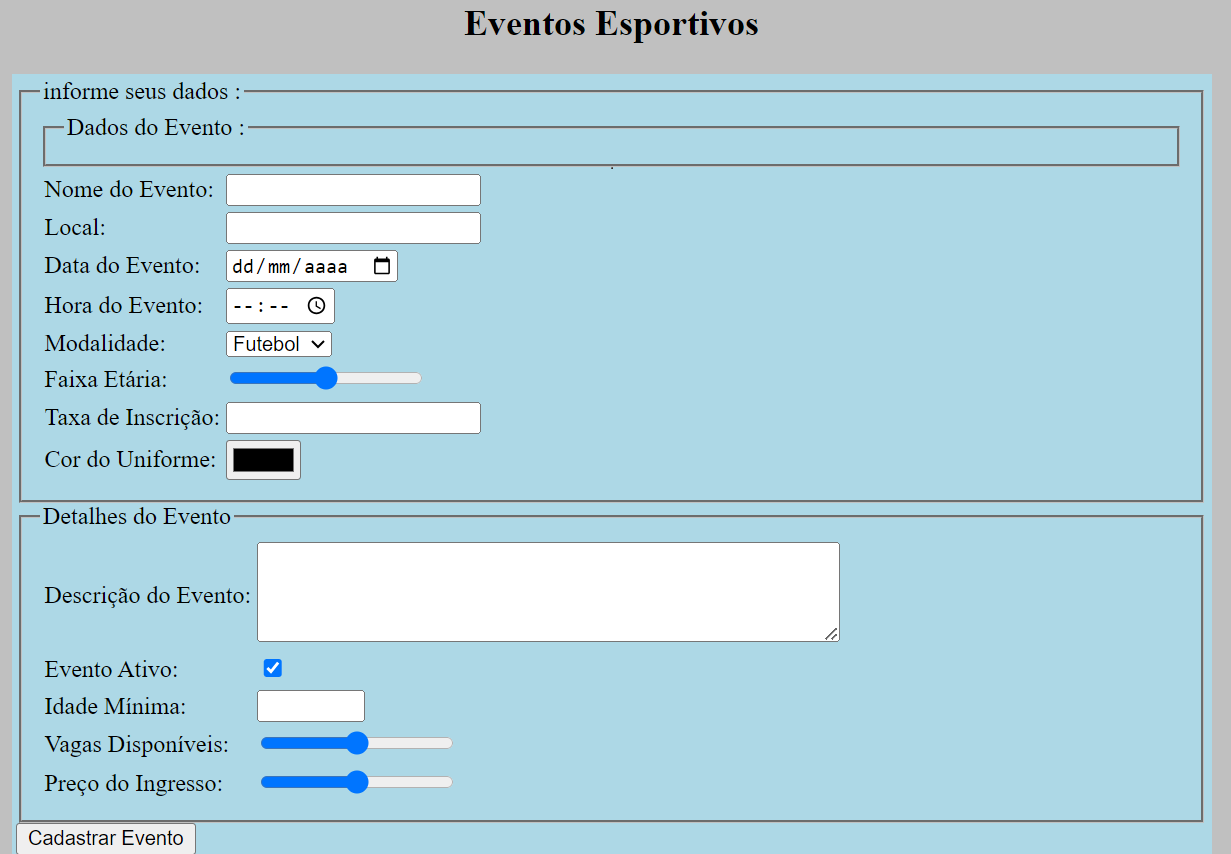 Eventos Esportivos
informe seus dados :
Dados do Evento :
.
Nome do Evento:
Local:
Data do Evento: dd/mm/aaaa
Hora do Evento: --:--
Modalidade: Futebol
Faixa Etária:
Taxa de Inscrição:
Cor do Uniforme:
Detalhes do Evento
Descrição do Evento:
Evento Ativo:
Idade Mínima:
Vagas Disponíveis:
Preço do Ingresso:
Cadastrar Evento